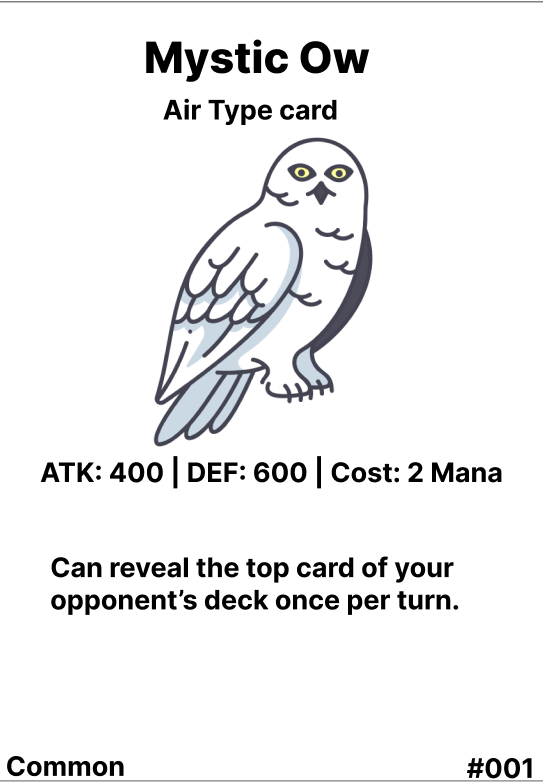 Mystic Ow
Air Type card
ATK: 400 | DEF: 600 | Cost: 2 Mana
Can reveal the top card of your
opponent’s deck once per turn.
Common
#001